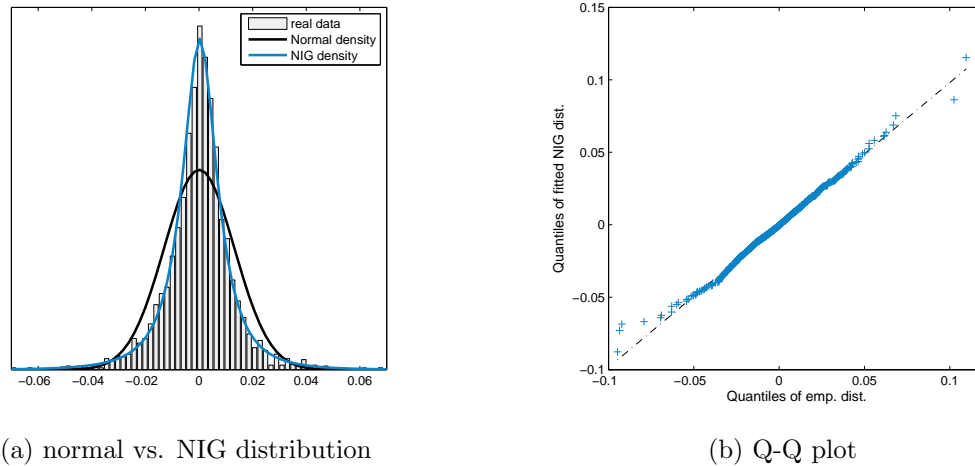 real data
Normal density
NIG density
−0.06 −0.04 −0.02 0 0.02 0.04 0.06
(a) normal vs. NIG distribution
Quantiles of fitted NIG dist.
0.15
0.1
0.05
0
−0.05
−0.1
−0.1 −0.05 0 0.05 0.1
Quantiles of emp. dist.
(b) Q-Q plot